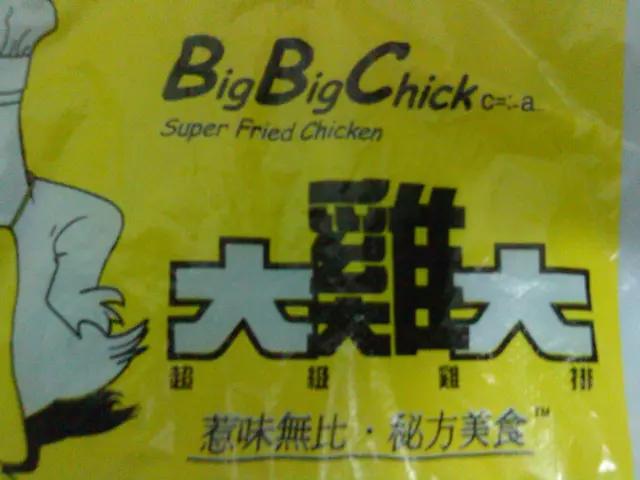 BigBigChick
Super Fried Chicken
大雞大
超級雞排
惹味無比·秘方美食™